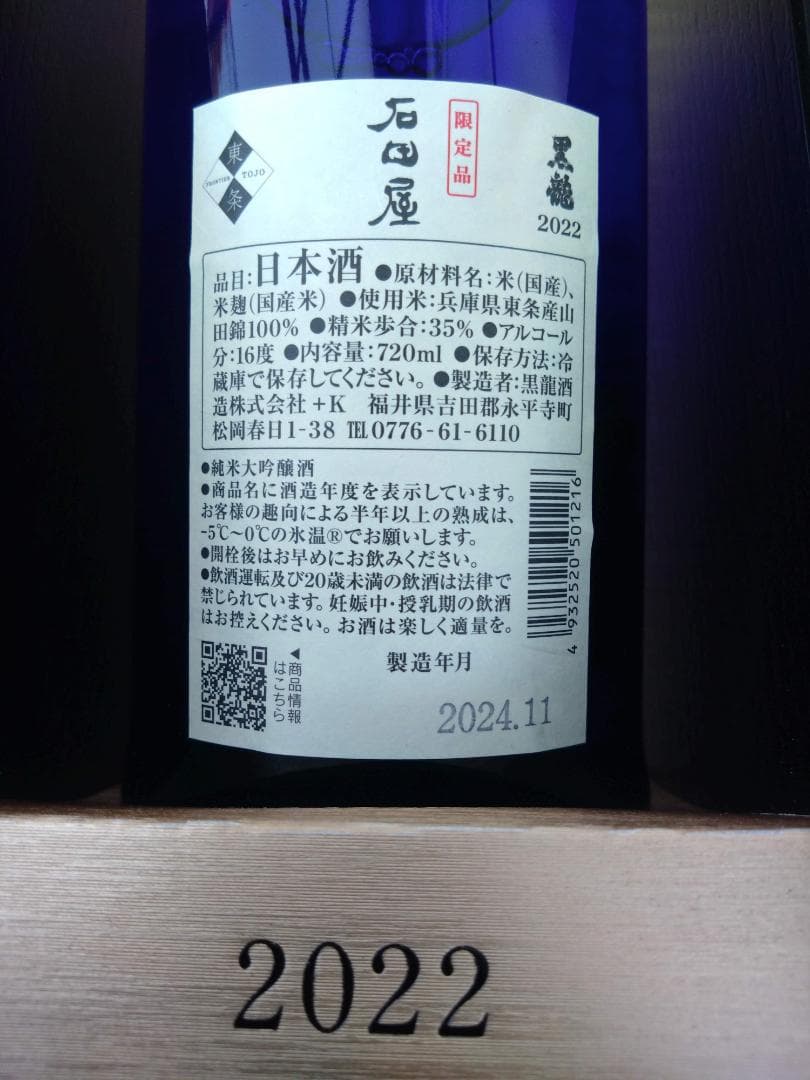 黒龍
2022
限定品
石田屋
東
FRONTIER TOJO
条
品目:日本酒 ●原材料名:米(国産)、
米麹(国産米) ●使用米:兵庫県東条産山
田錦100% ●精米歩合:35% ●アルコール
分:16度 ●内容量:720ml ●保存方法:冷
蔵庫で保存してください。 ●製造者:黒龍酒
造株式会社+K 福井県吉田郡永平寺町
松岡春日1-38 TEL0776-61-6110
●純米大吟醸酒
●商品名に酒造年度を表示しています。
お客様の趣向による半年以上の熟成は、
-5℃~0℃の氷温®でお願いします。
●開栓後はお早めにお飲みください。
●飲酒運転及び20歳未満の飲酒は法律で
禁じられています。妊娠中・授乳期の飲酒
はお控えください。お酒は楽しく適量を。
4 932520 501216
◀商品情報
はこちら
製造年月
2024.11
2022